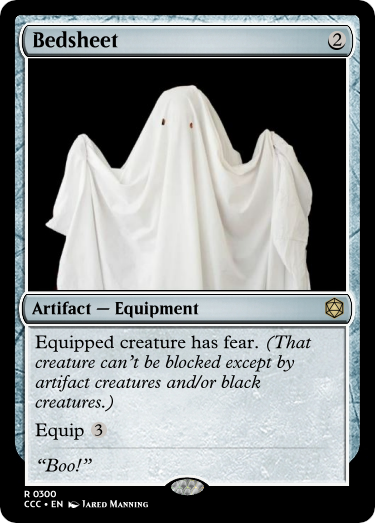 Bedsheet 2
Artifact — Equipment
Equipped creature has fear. (That
creature can't be blocked except by
artifact creatures and/or black
creatures.)
Equip 3
“Boo!”
R 0300
CCC • EN Jared Manning